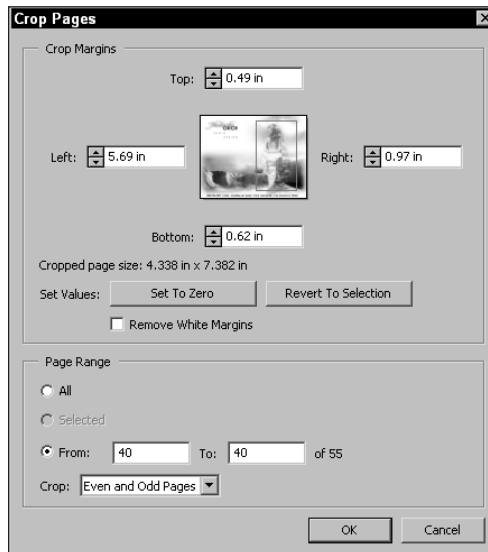 Crop Pages
Crop Margins
Top: 0.49 in
Left: 5.69 in
Right: 0.97 in
Bottom: 0.62 in
Cropped page size: 4.338 in x 7.382 in
Set Values: Set To Zero Revert To Selection
Remove White Margins
Page Range
All
Selected
From: 40 To: 40 of 55
Crop: Even and Odd Pages
OK Cancel